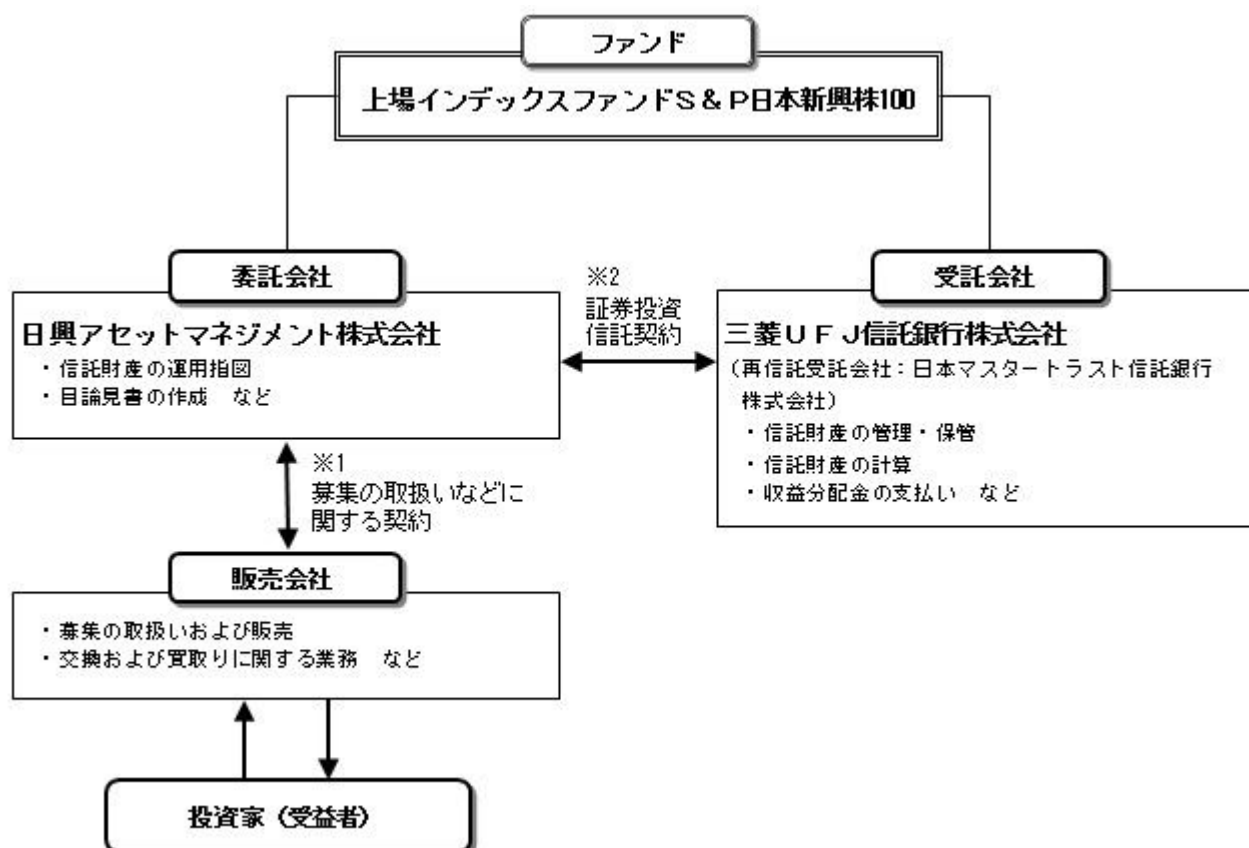 ファンド
上場インデックスファンドS＆P日本新興株100
委託会社
日興アセットマネジメント株式会社
・信託財産の運用指図
・目論見書の作成　など
※2
証券投資
信託契約
受託会社
三菱UFJ信託銀行株式会社
（再信託受託会社：日本マスタートラスト信託銀行
株式会社）
・信託財産の管理・保管
・信託財産の計算
・収益分配金の支払い　など
※1
募集の取扱いなどに
関する契約
販売会社
・募集の取扱いおよび販売
・交換および買取りに関する業務　など
投資家（受益者）